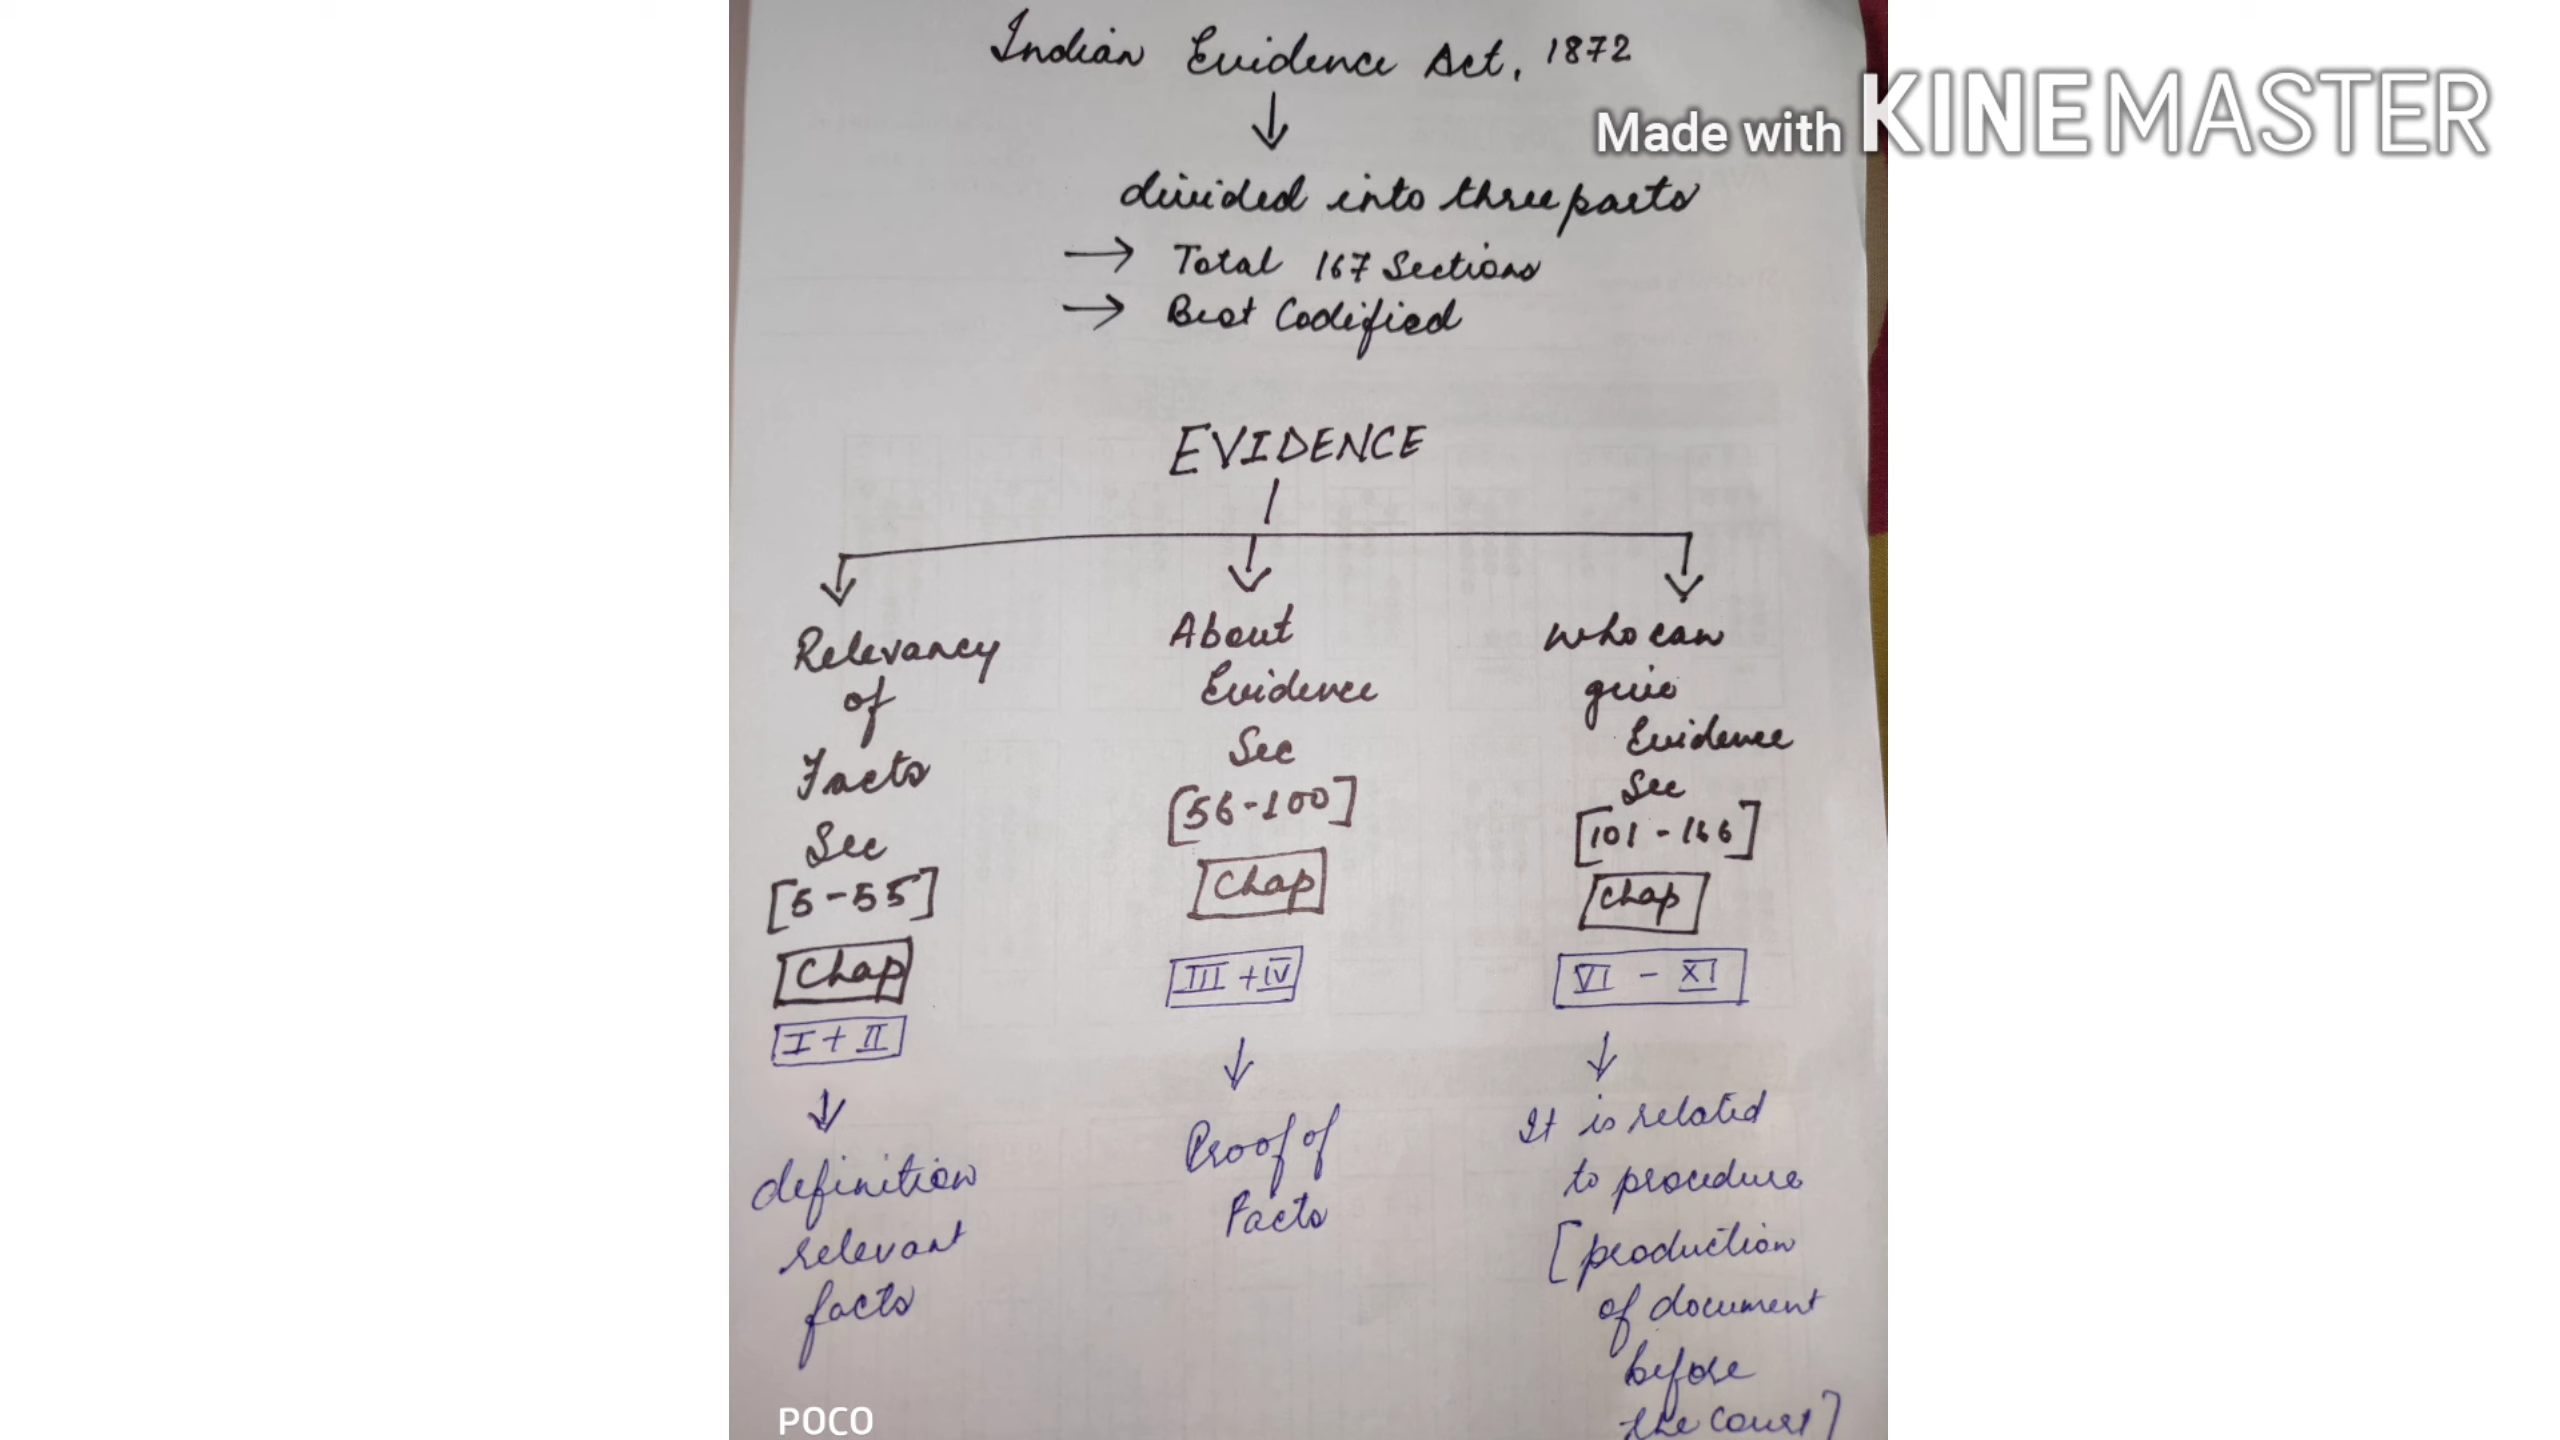 Indian Evidence Act, 1872
Made with KINEMASTER
divided into three parts
→ Total 167 Sections
→ Best Codified
EVIDENCE
Relevancy
of
Facts
Sec
[5-55]
Chap
I + II
definition
relevant
facts
About
Evidence
Sec
[56-100]
Chap
III + IV
Proof of
Facts
who can
give
Evidence
Sec
[101-166]
Chap
VI - XI
It is related
to procedure
[production
of document
before
the court]
POCO